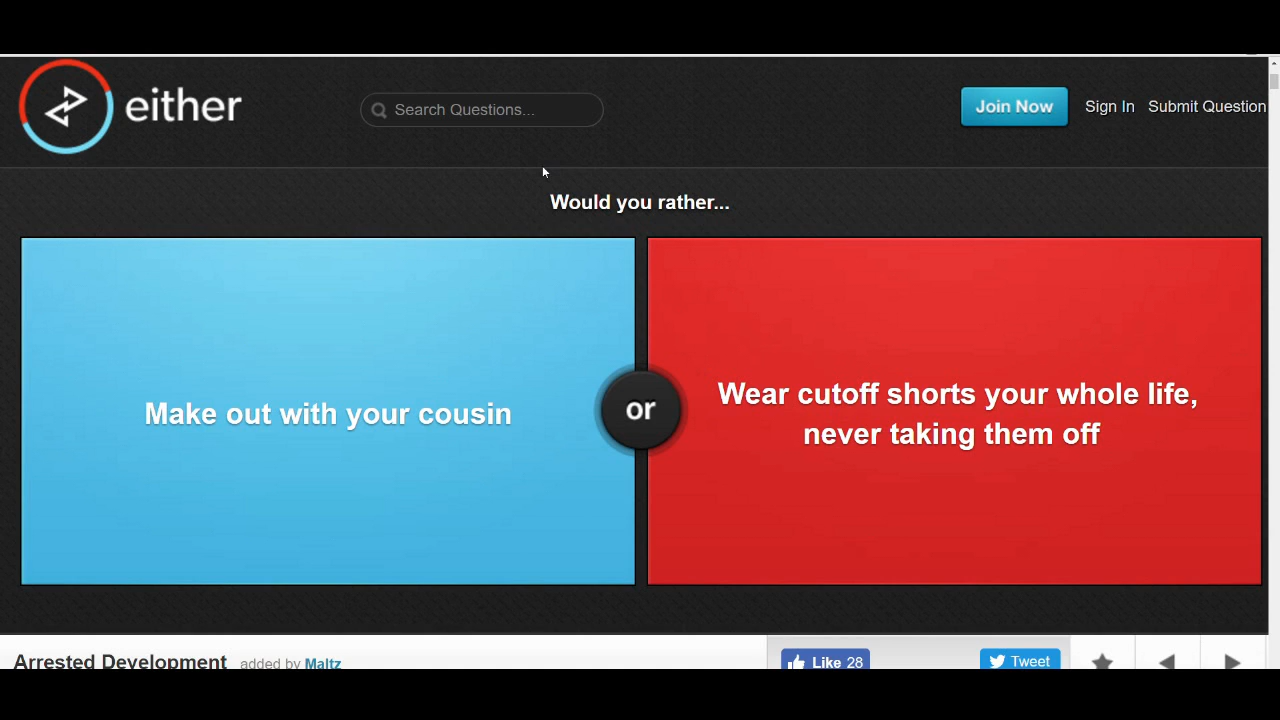 either
Search Questions...
Join Now
Sign In
Submit Question
Would you rather...
Make out with your cousin
or
Wear cutoff shorts your whole life,
never taking them off
Arrested Development added by Maltz
Like 28
Tweet